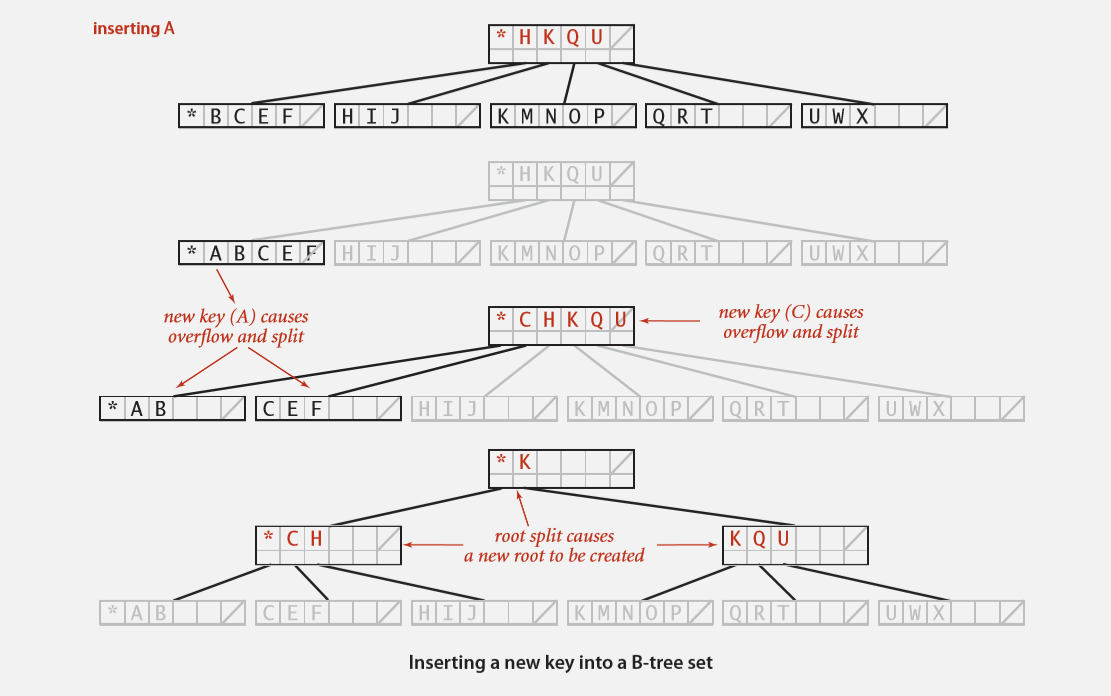 inserting A
* H K Q U
* B C E F
H I J
K M N O P
Q R T
U W X
* H K Q U
* A B C E F
H I J
K M N O P
Q R T
U W X
new key (A) causes
overflow and split
* C H K Q U
new key (C) causes
overflow and split
* A B
C E F
H I J
K M N O P
Q R T
U W X
* K
* C H
root split causes
a new root to be created
K Q U
* A B
C E F
H I J
K M N O P
Q R T
U W X
Inserting a new key into a B-tree set